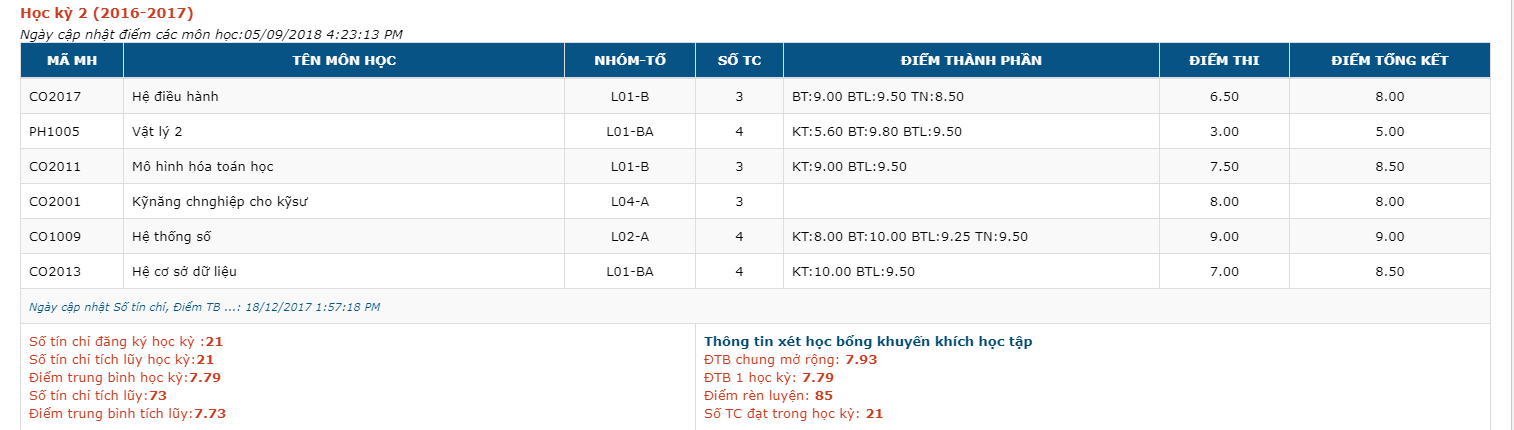 Học kỳ 2 (2016-2017)
Ngày cập nhật điểm các môn học:05/09/2018 4:23:13 PM
MÃ MH TÊN MÔN HỌC NHÓM-TỔ SỐ TC ĐIỂM THÀNH PHẦN ĐIỂM THI ĐIỂM TỔNG KẾT
CO2017 Hệ điều hành L01-B 3 BT:9.00 BTL:9.50 TN:8.50 6.50 8.00
PH1005 Vật lý 2 L01-BA 4 KT:5.60 BT:9.80 BTL:9.50 3.00 5.00
CO2011 Mô hình hóa toán học L01-B 3 KT:9.00 BTL:9.50 7.50 8.50
CO2001 Kỹnăng chnghiệp cho kỹsư L04-A 3 8.00 8.00
CO1009 Hệ thống số L02-A 4 KT:8.00 BT:10.00 BTL:9.25 TN:9.50 9.00 9.00
CO2013 Hệ cơ sở dữ liệu L01-BA 4 KT:10.00 BTL:9.50 7.00 8.50
Ngày cập nhật Số tín chỉ, Điểm TB ...: 18/12/2017 1:57:18 PM
Số tín chỉ đăng ký học kỳ :21
Số tín chỉ tích lũy học kỳ:21
Điểm trung bình học kỳ:7.79
Số tín chỉ tích lũy:73
Điểm trung bình tích lũy:7.73
Thông tin xét học bổng khuyến khích học tập
ĐTB chung mở rộng: 7.93
ĐTB 1 học kỳ: 7.79
Điểm rèn luyện: 85
Số TC đạt trong học kỳ: 21